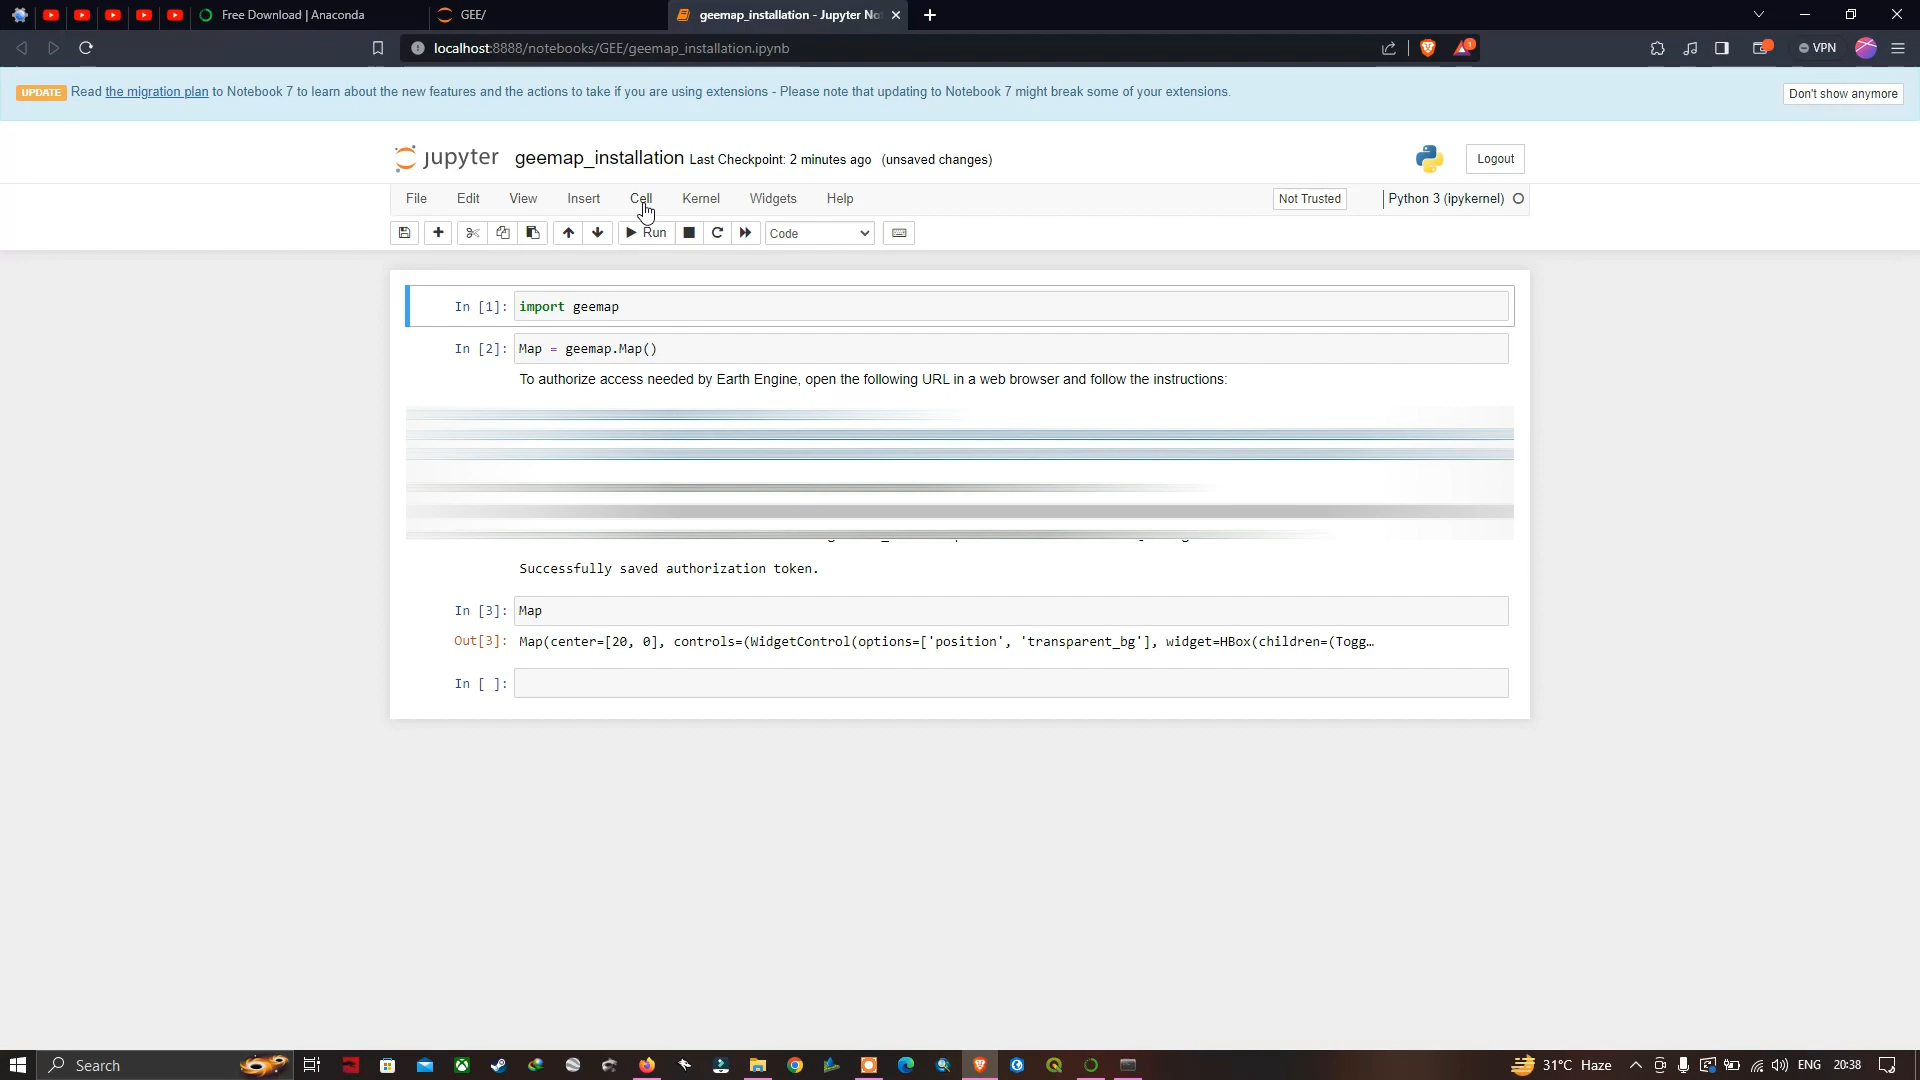 Free Download | Anaconda
GEE/
geemap_installation - Jupyter No
localhost:8888/notebooks/GEE/geemap_installation.ipynb
1
VPN
UPDATE Read the migration plan to Notebook 7 to learn about the new features and the actions to take if you are using extensions - Please note that updating to Notebook 7 might break some of your extensions.
Don't show anymore
jupyter geemap_installation Last Checkpoint: 2 minutes ago (unsaved changes)
Logout
File Edit View Insert Cell Kernel Widgets Help
Not Trusted
Python 3 (ipykernel)
Run
Code
In [1]: import geemap
In [2]: Map = geemap.Map()
To authorize access needed by Earth Engine, open the following URL in a web browser and follow the instructions:
Successfully saved authorization token.
In [3]: Map
Out[3]: Map(center=[20, 0], controls=(WidgetControl(options=['position', 'transparent_bg'], widget=HBox(children=(Togg…
In [ ]:
Search
31°C Haze
ENG
20:38